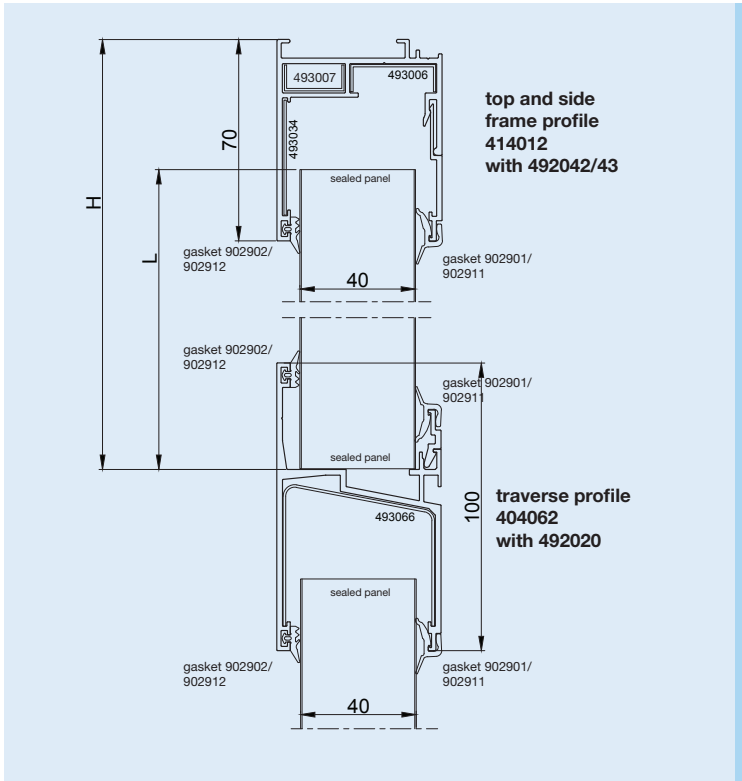 493007
493006
top and side
frame profile
414012
with 492042/43
70
493034
H
sealed panel
L
gasket 902902/
902912
gasket 902901/
902911
40
gasket 902902/
902912
gasket 902901/
902911
sealed panel
100
traverse profile
404062
with 492020
493066
sealed panel
gasket 902902/
902912
gasket 902901/
902911
40